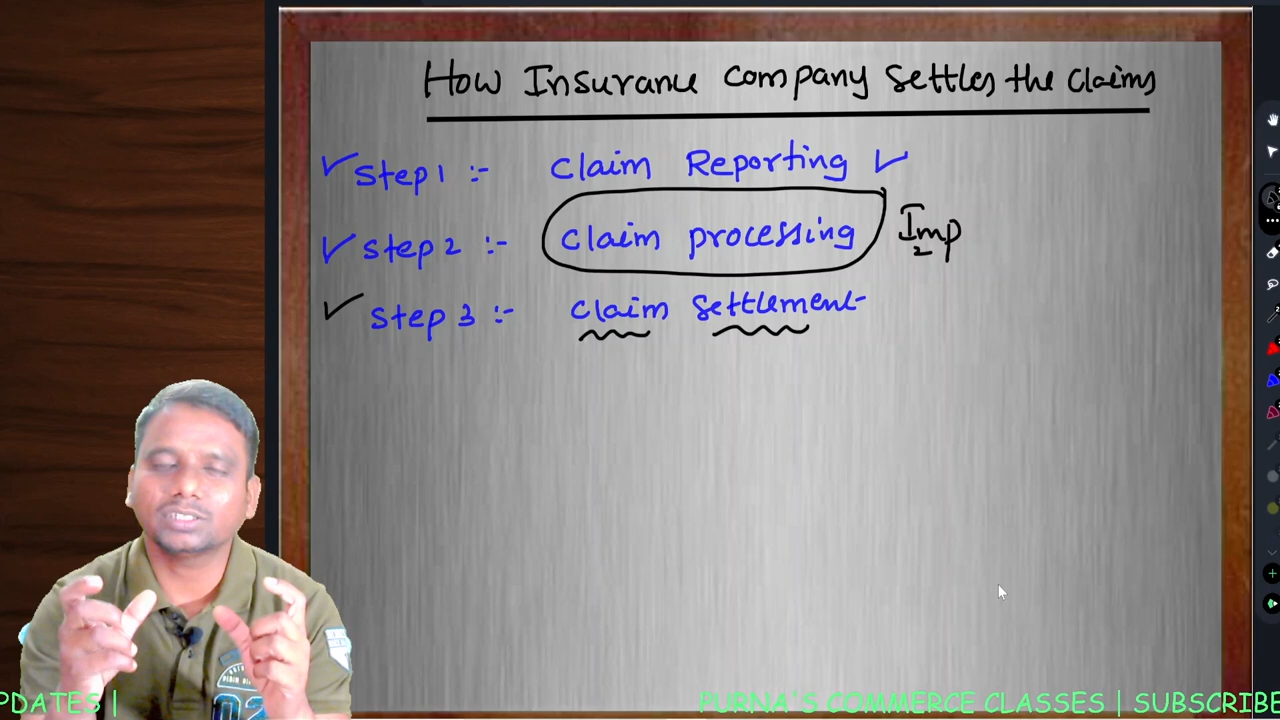 How Insurance Company Settles the Claims
✓ Step 1 :- Claim Reporting ✓
✓ Step 2 :- Claim processing Imp
✓ Step 3 :- Claim Settlement
02
PDATES | PURNA'S COMMERCE CLASSES | SUBSCRIBE